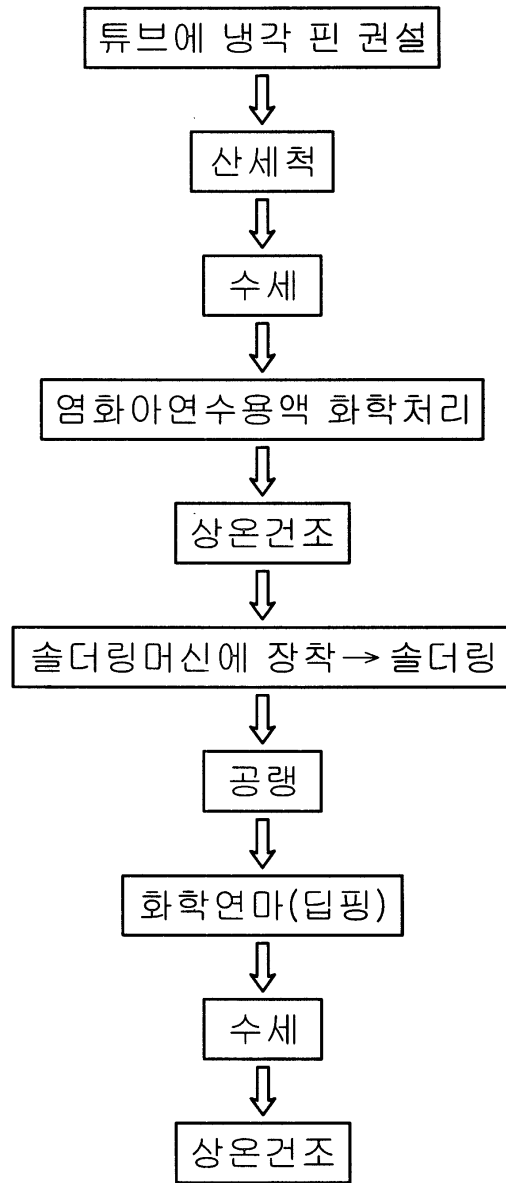 튜브에 냉각 핀 권설
산세척
수세
염화아연수용액 화학처리
상온건조
솔더링머신에 장착→ 솔더링
공랭
화학연마(딥핑)
수세
상온건조